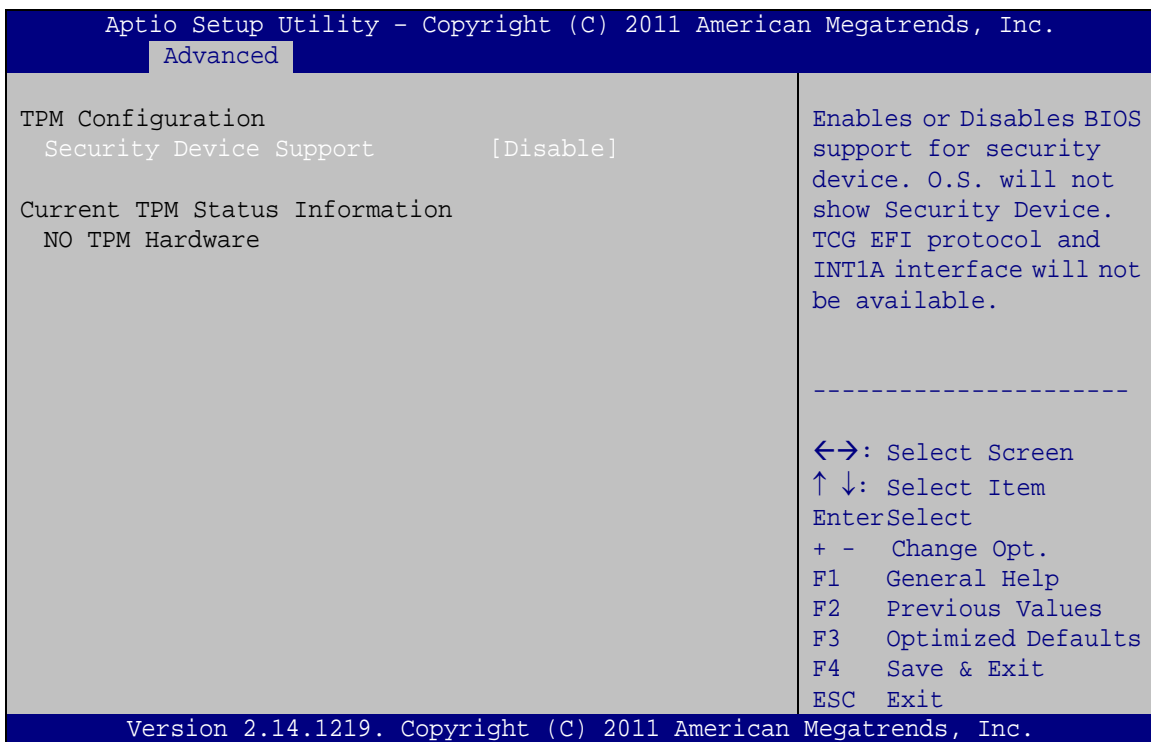 Aptio Setup Utility – Copyright (C) 2011 American Megatrends, Inc.
Advanced
TPM Configuration
Security Device Support [Disable]
Current TPM Status Information
NO TPM Hardware
Enables or Disables BIOS
support for security
device. O.S. will not
show Security Device.
TCG EFI protocol and
INT1A interface will not
be available.
----------------------
←→: Select Screen
↑ ↓: Select Item
EnterSelect
+ - Change Opt.
F1 General Help
F2 Previous Values
F3 Optimized Defaults
F4 Save & Exit
ESC Exit
Version 2.14.1219. Copyright (C) 2011 American Megatrends, Inc.